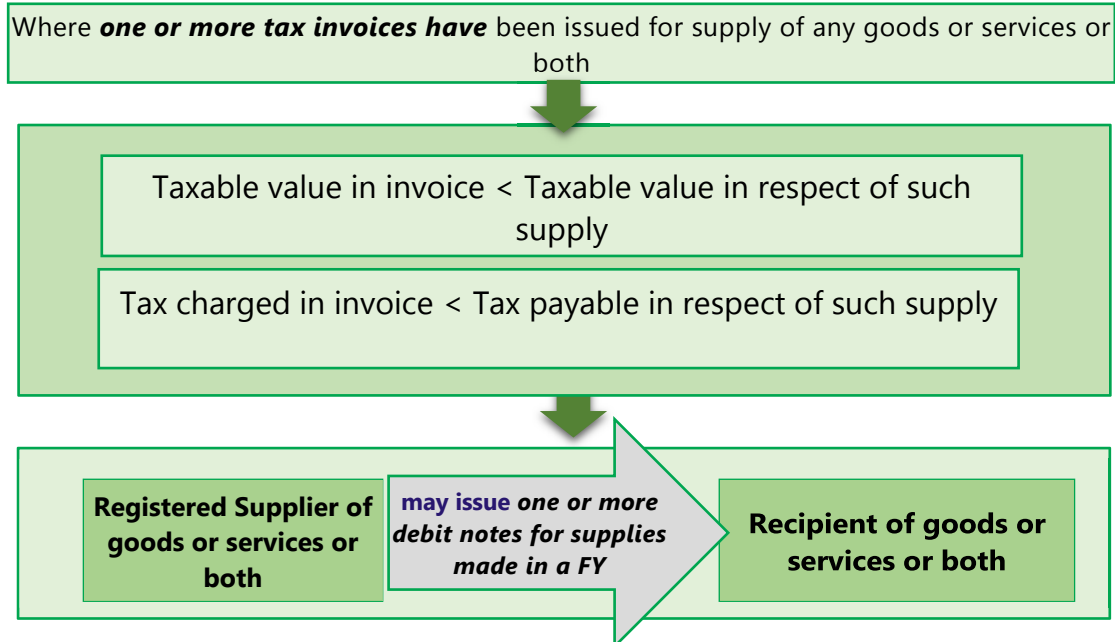 Where one or more tax invoices have been issued for supply of any goods or services or
both
Taxable value in invoice < Taxable value in respect of such
supply
Tax charged in invoice < Tax payable in respect of such supply
Registered Supplier of
goods or services or
both
may issue one or more
debit notes for supplies
made in a FY
Recipient of goods or
services or both